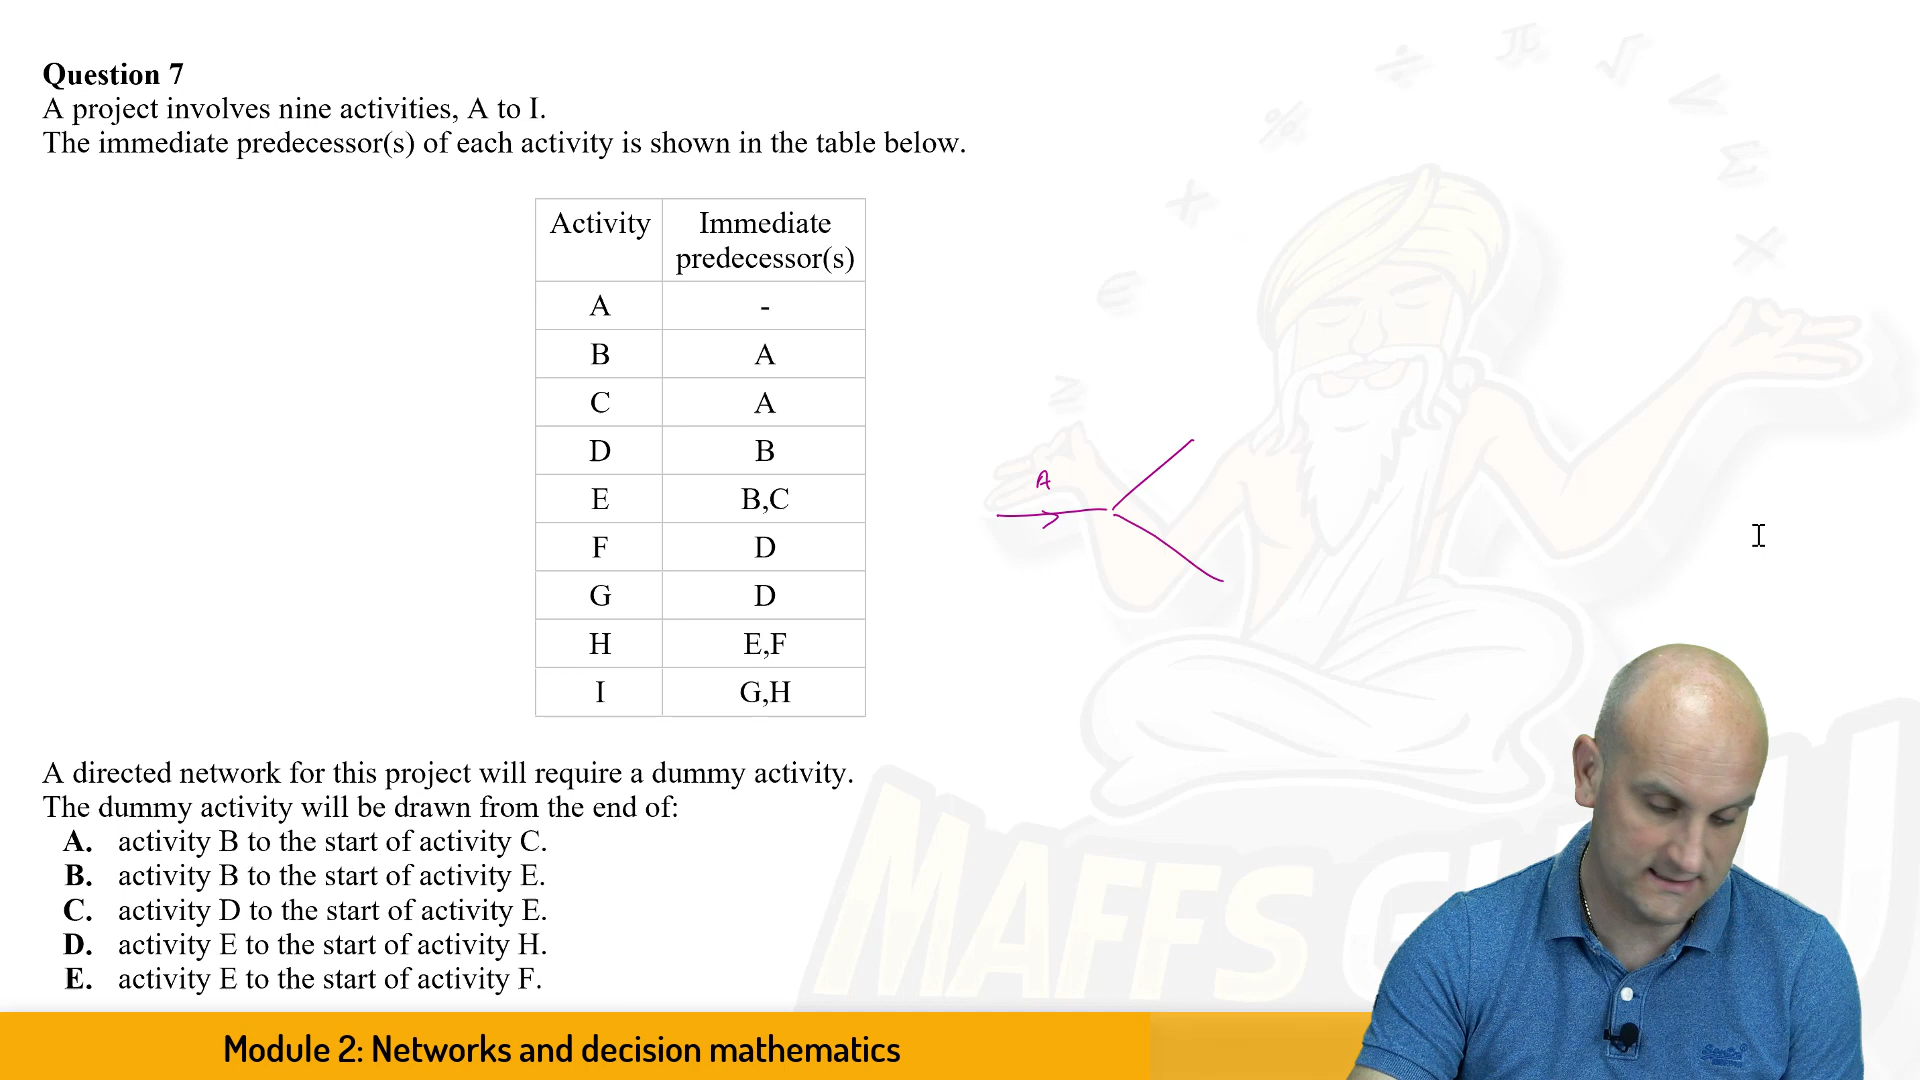 Question 7
A project involves nine activities, A to I.
The immediate predecessor(s) of each activity is shown in the table below.
Activity Immediate predecessor(s)
A -
B A
C A
D B
E B,C
F D
G D
H E,F
I G,H
A
A directed network for this project will require a dummy activity.
The dummy activity will be drawn from the end of:
A. activity B to the start of activity C.
B. activity B to the start of activity E.
C. activity D to the start of activity E.
D. activity E to the start of activity H.
E. activity E to the start of activity F.
MAFFS
Module 2: Networks and decision mathematics